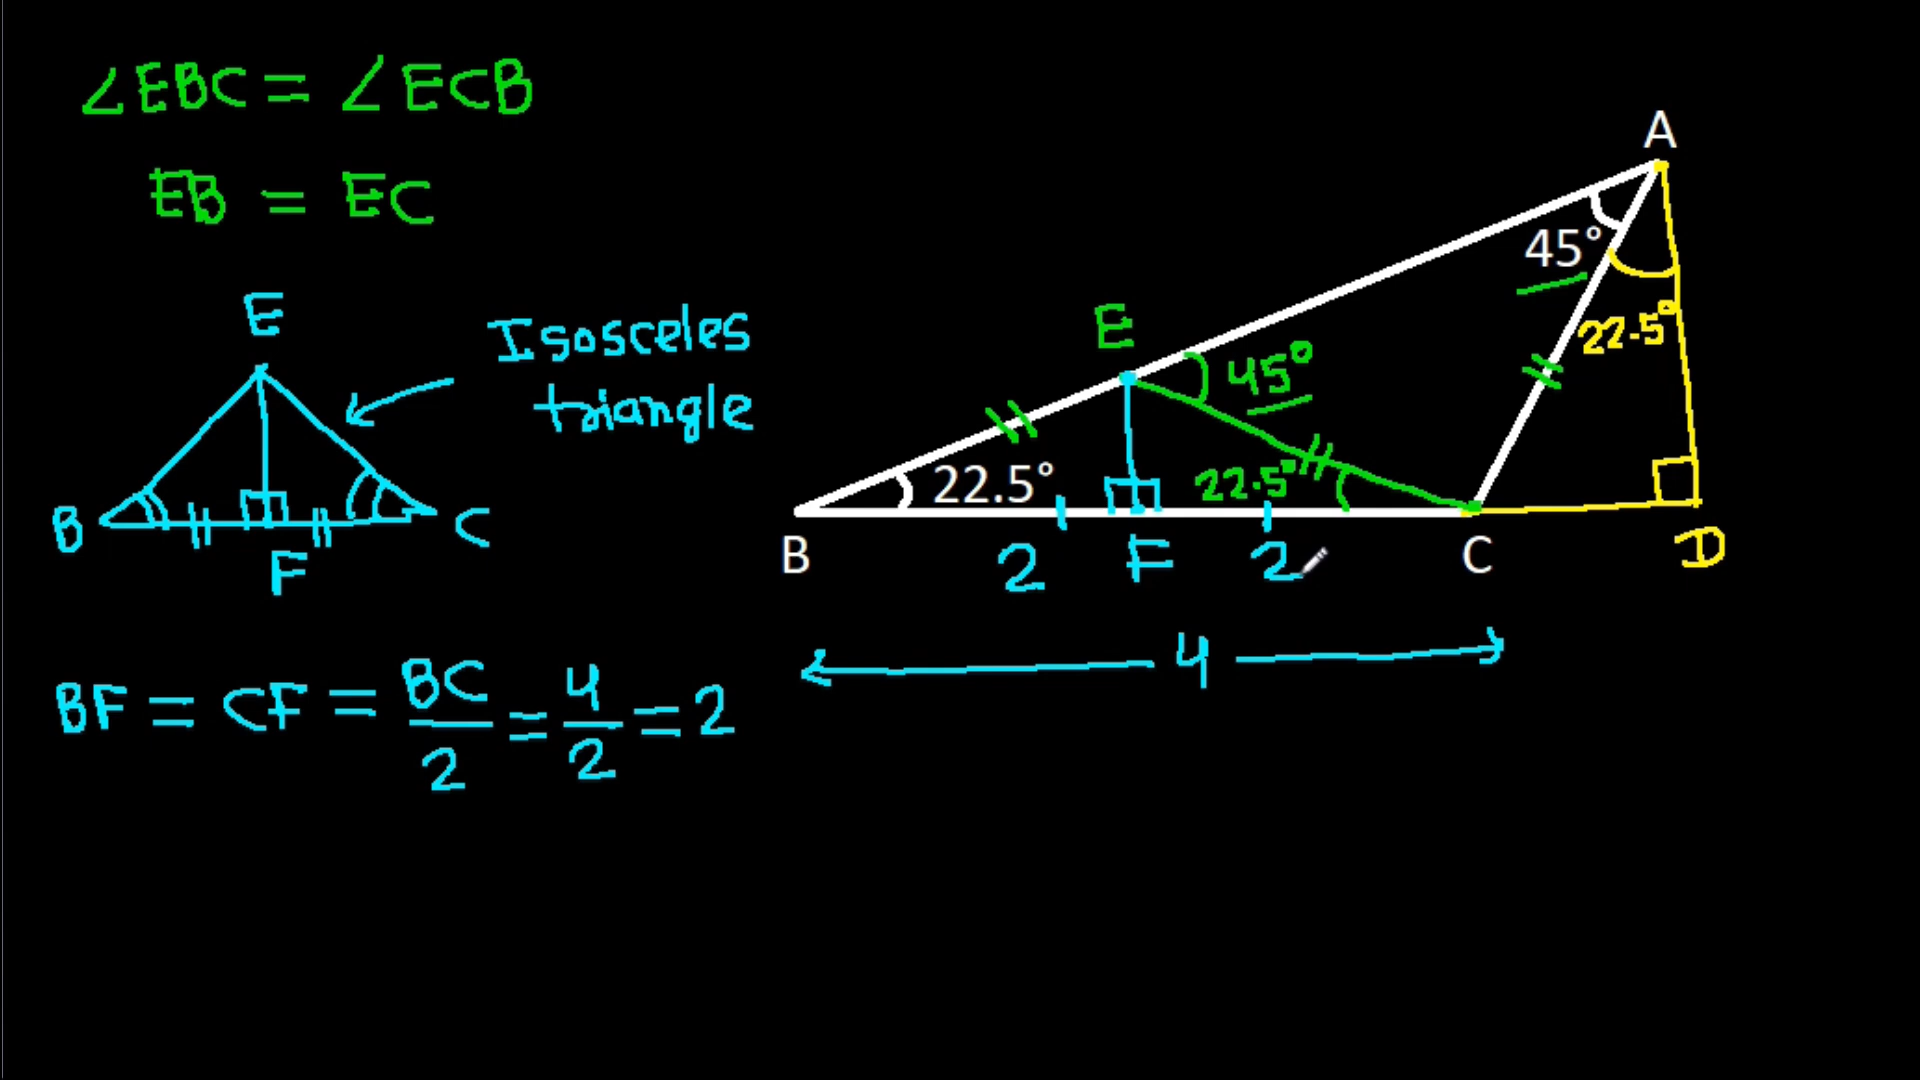 ∠EBC = ∠ECB
EB = EC
E
Isosceles
triangle
B
C
F
BF = CF = BC/2 = 4/2 = 2
A
45°
22.5°
E
45°
22.5°
22.5°
B
2
F
2
C
D
4